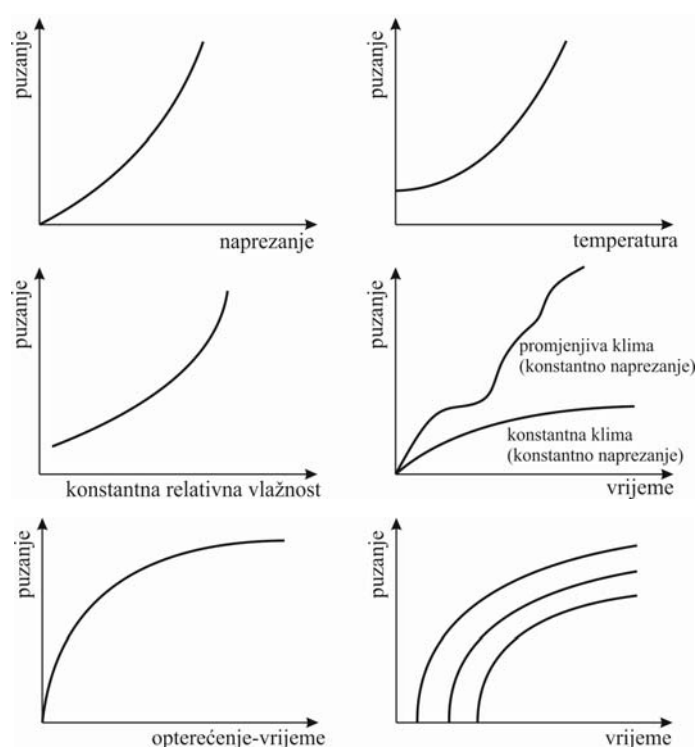 puzanje
naprezanje
puzanje
temperatura
puzanje
konstantna relativna vlažnost
puzanje
promjenjiva klima
(konstantno naprezanje)
konstantna klima
(konstantno naprezanje)
vrijeme
puzanje
opterećenje-vrijeme
puzanje
vrijeme